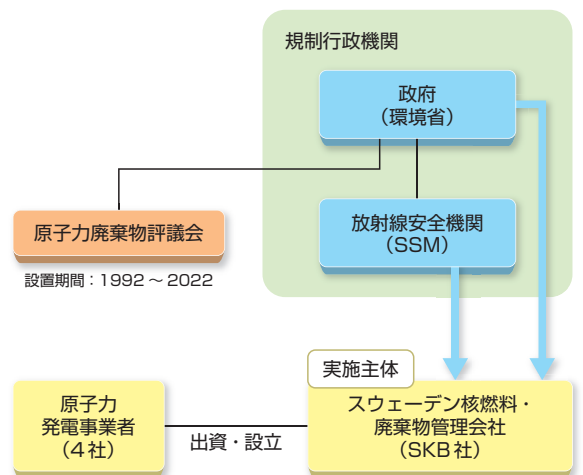 規制行政機関
政府
（環境省）
原子力廃棄物評議会
設置期間：1992～2022
放射線安全機関
（SSM）
実施主体
原子力
発電事業者
（4社）
出資・設立
スウェーデン核燃料・
廃棄物管理会社
（SKB社）